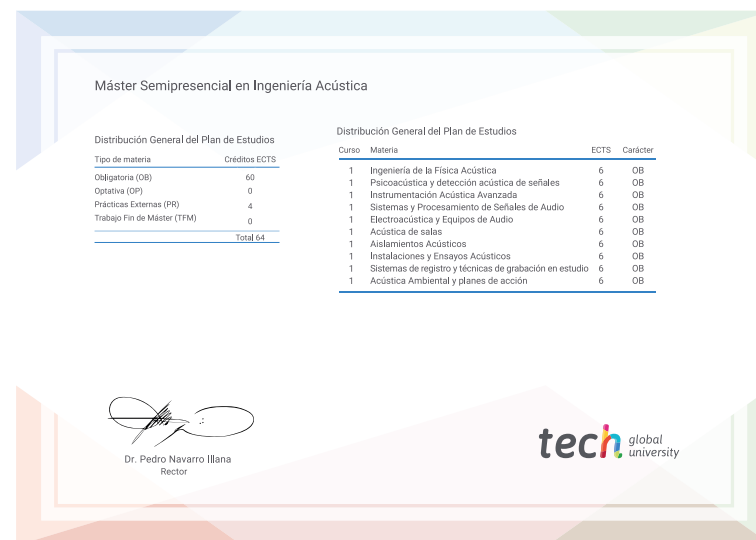 Máster Semipresencial en Ingeniería Acústica
Distribución General del Plan de Estudios
Tipo de materia Créditos ECTS
Obligatoria (OB) 60
Optativa (OP) 0
Prácticas Externas (PR) 4
Trabajo Fin de Máster (TFM) 0
Total 64
Distribución General del Plan de Estudios
Curso Materia ECTS Carácter
1 Ingeniería de la Física Acústica 6 OB
1 Psicoacústica y detección acústica de señales 6 OB
1 Instrumentación Acústica Avanzada 6 OB
1 Sistemas y Procesamiento de Señales de Audio 6 OB
1 Electroacústica y Equipos de Audio 6 OB
1 Acústica de salas 6 OB
1 Aislamientos Acústicos 6 OB
1 Instalaciones y Ensayos Acústicos 6 OB
1 Sistemas de registro y técnicas de grabación en estudio 6 OB
1 Acústica Ambiental y planes de acción 6 OB
Dr. Pedro Navarro Illana
Rector
tech global university